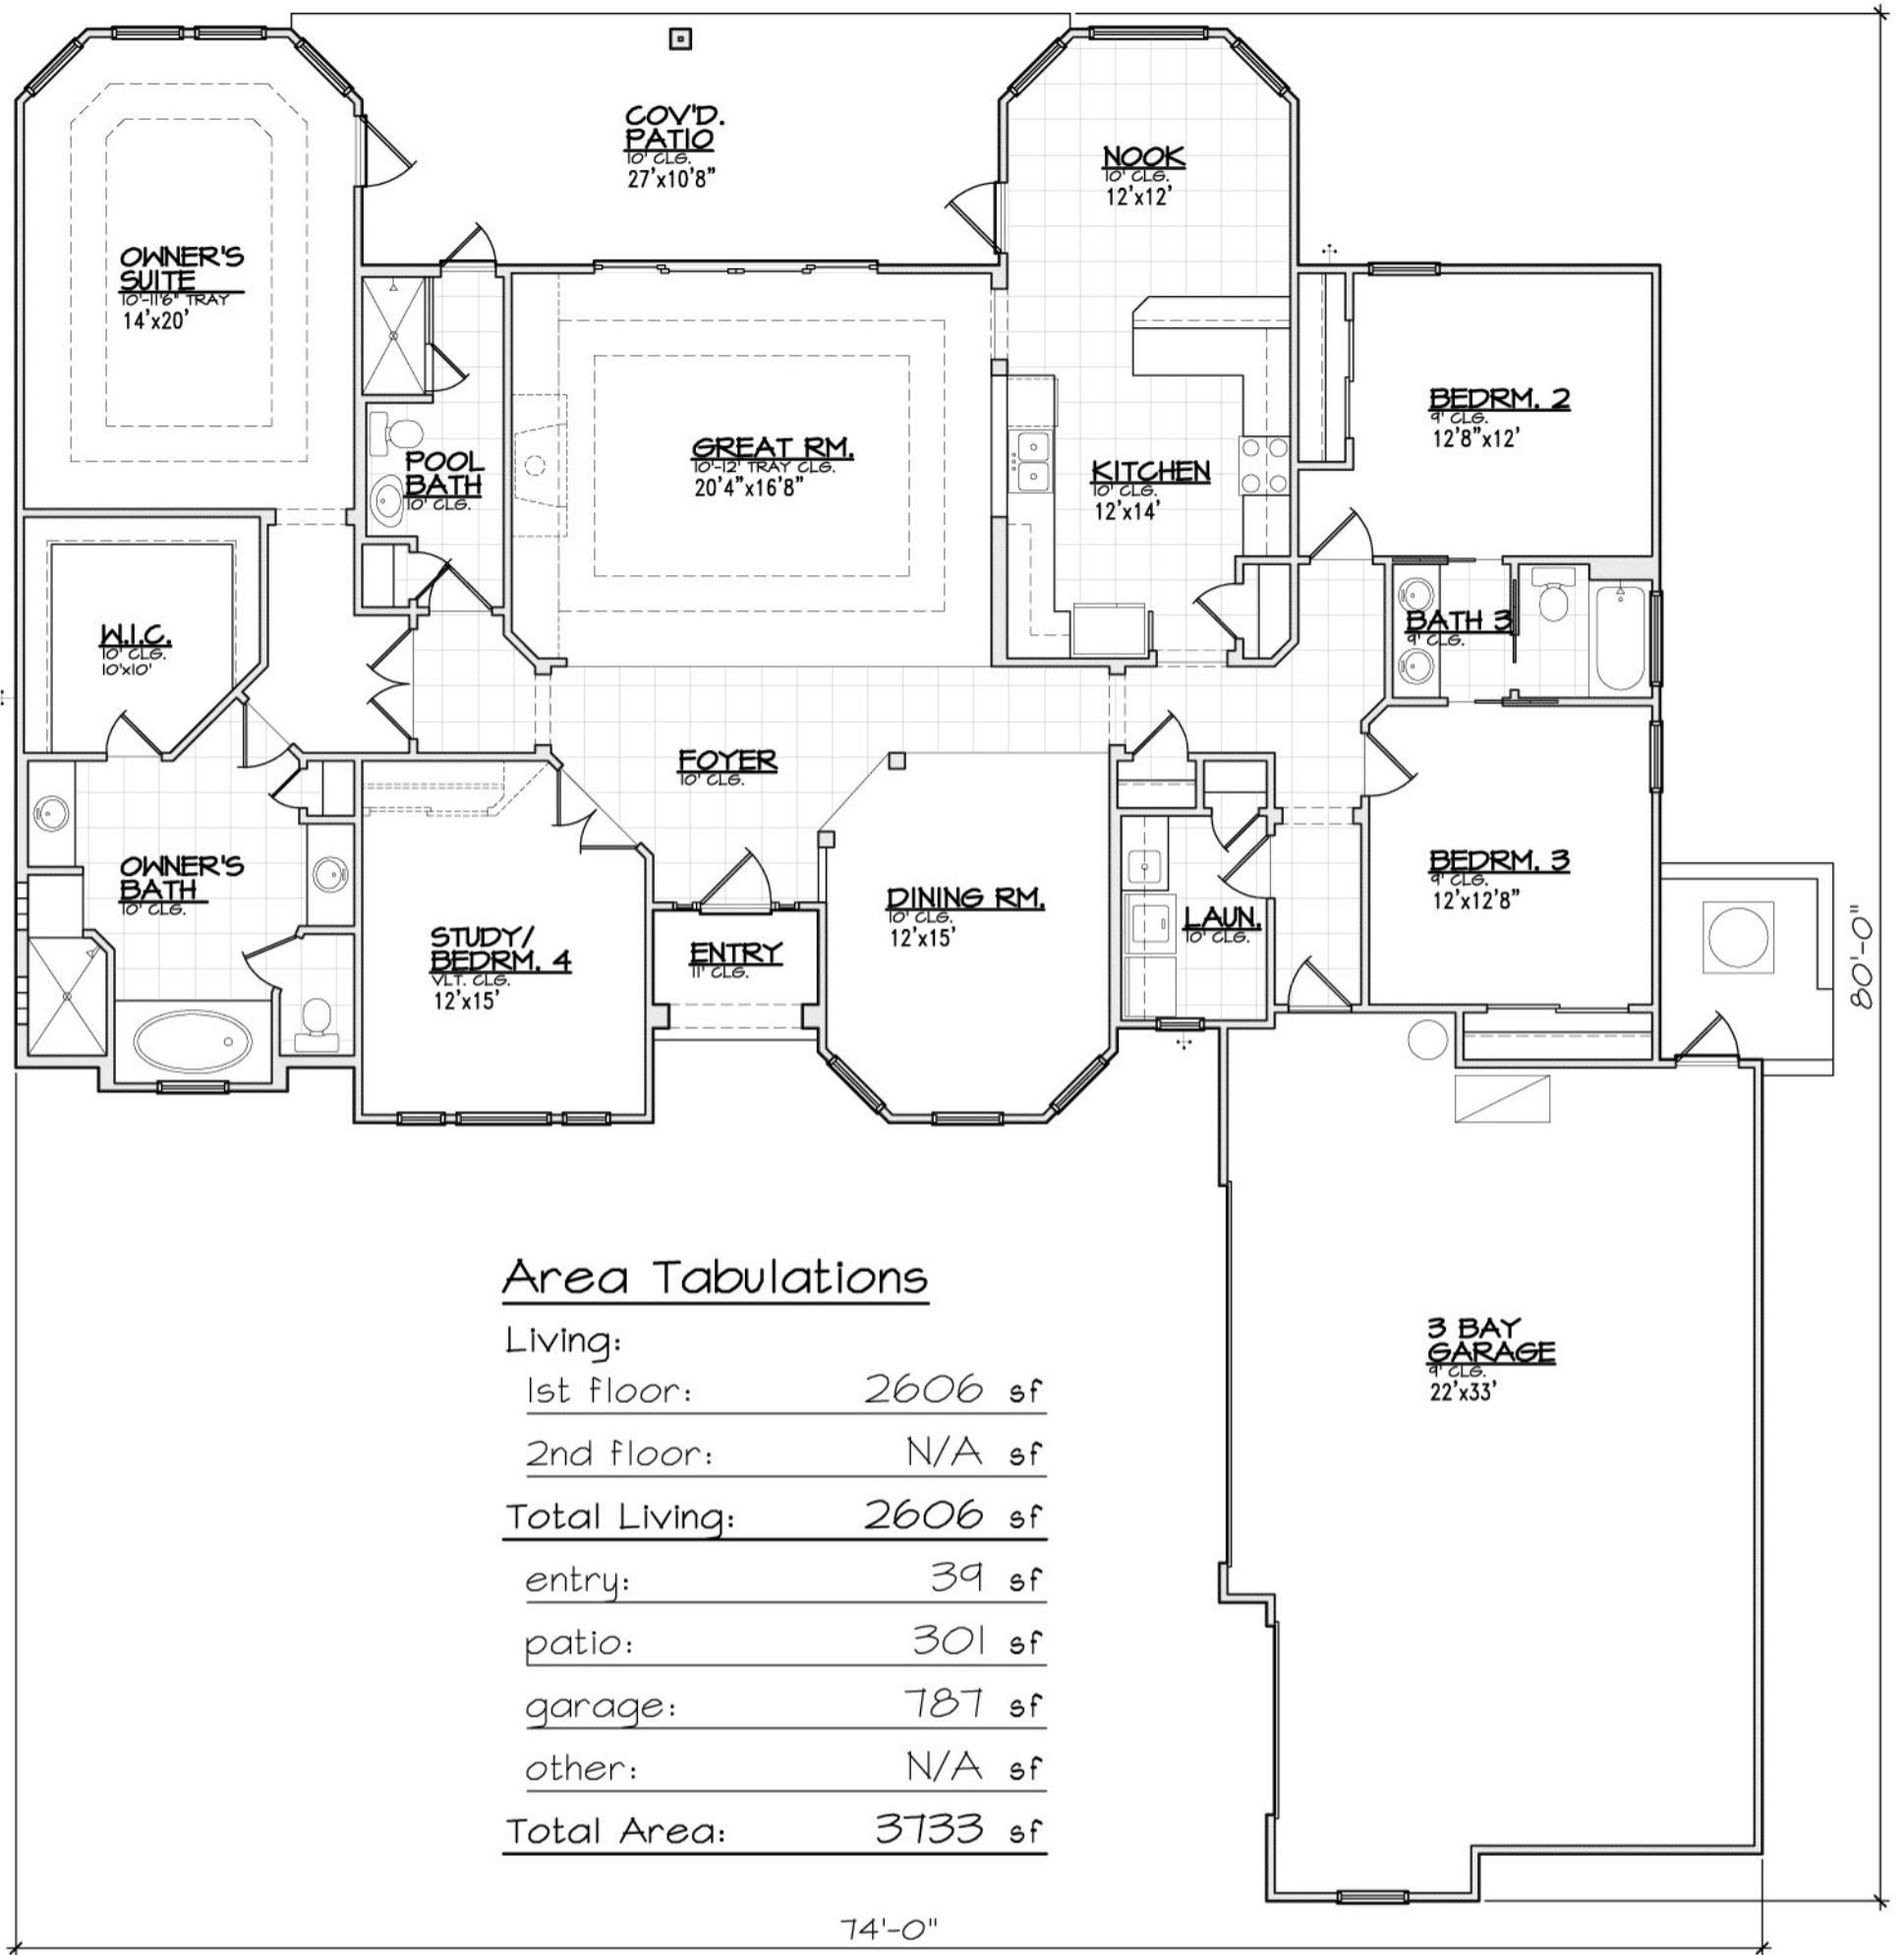 COV'D.
PATIO
10' CLG.
27'x10'8"
NOOK
10' CLG.
12'x12'
OWNER'S
SUITE
10'-11'6" TRAY
14'x20'
BEDRM. 2
9' CLG.
12'8"x12'
GREAT RM.
10'-12' TRAY CLG.
20'4"x16'8"
POOL
BATH
10' CLG.
KITCHEN
10' CLG.
12'x14'
W.I.C.
10' CLG.
10'x10'
BATH 3
9' CLG.
FOYER
10' CLG.
OWNER'S
BATH
10' CLG.
BEDRM. 3
9' CLG.
12'x12'8"
DINING RM.
10' CLG.
12'x15'
LAUN.
10' CLG.
STUDY/
BEDRM. 4
VLT. CLG.
12'x15'
ENTRY
11' CLG.
80'-0"
Area Tabulations
Living:
1st floor: 2606 sf
2nd floor: N/A sf
Total Living: 2606 sf
entry: 39 sf
patio: 301 sf
garage: 787 sf
other: N/A sf
Total Area: 3733 sf
3 BAY
GARAGE
9' CLG.
22'x33'
74'-0"